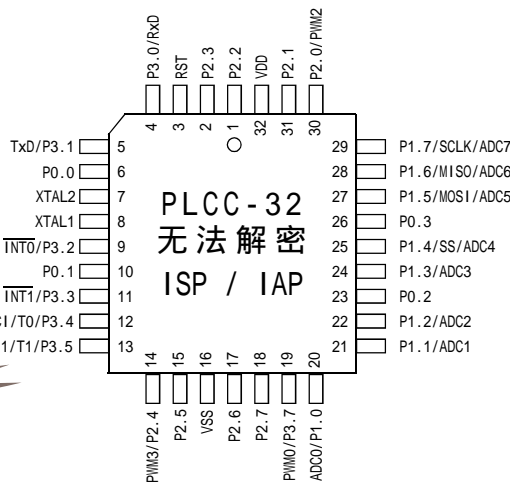 P3.0/RxD
RST
P2.3
P2.2
VDD
P2.1
P2.0/PWM2
4
3
2
1
32
31
30
TxD/P3.1
5
P0.0
6
XTAL2
7
XTAL1
8
INT0/P3.2
9
P0.1
10
INT1/P3.3
11
CI/T0/P3.4
12
1/T1/P3.5
13
PLCC-32
无法解密
ISP / IAP
29
P1.7/SCLK/ADC7
28
P1.6/MISO/ADC6
27
P1.5/MOSI/ADC5
26
P0.3
25
P1.4/SS/ADC4
24
P1.3/ADC3
23
P0.2
22
P1.2/ADC2
21
P1.1/ADC1
14
15
16
17
18
19
20
PWM3/P2.4
P2.5
VSS
P2.6
P2.7
PWM0/P3.7
ADC0/P1.0